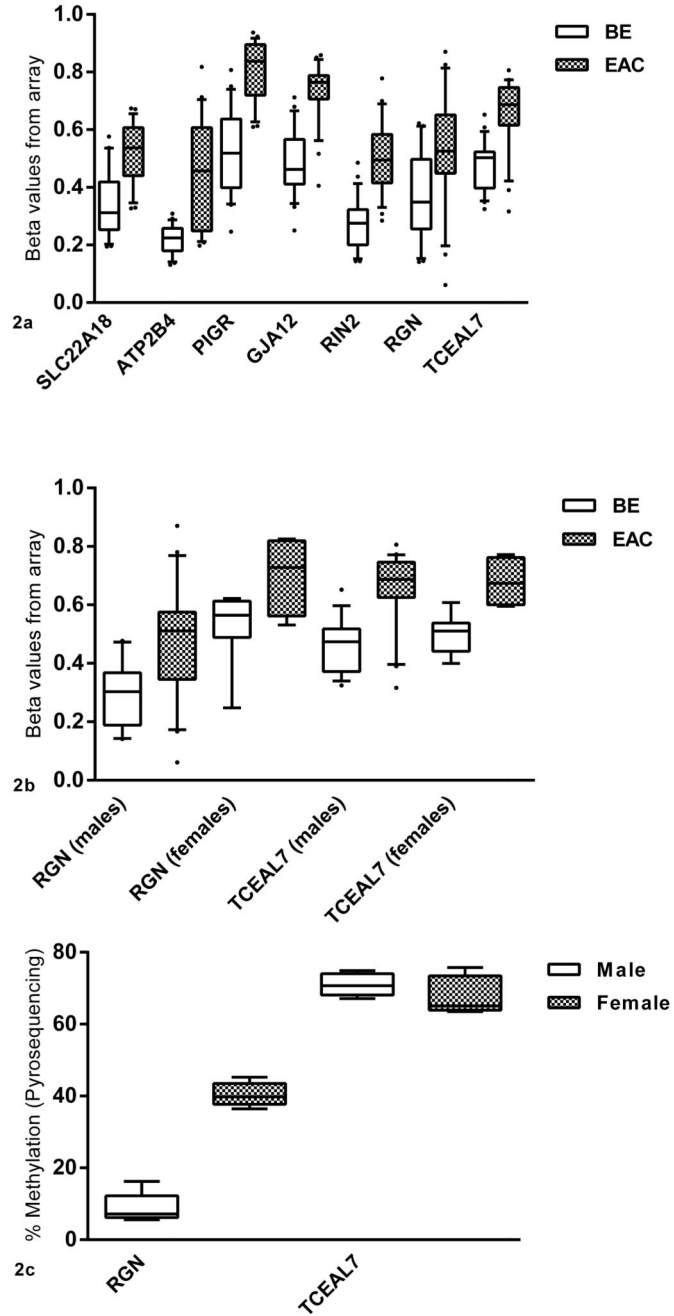 1.0
0.8
0.6
0.4
0.2
0.0
Beta values from array
BE
EAC
SLC22A18
ATP2B4
PIGR
GJA12
RIN2
RGN
TCEAL7
2a
1.0
0.8
0.6
0.4
0.2
0.0
Beta values from array
BE
EAC
RGN (males)
RGN (females)
TCEAL7 (males)
TCEAL7 (females)
2b
80
60
40
20
0
% Methylation (Pyrosequencing)
Male
Female
RGN
TCEAL7
2c